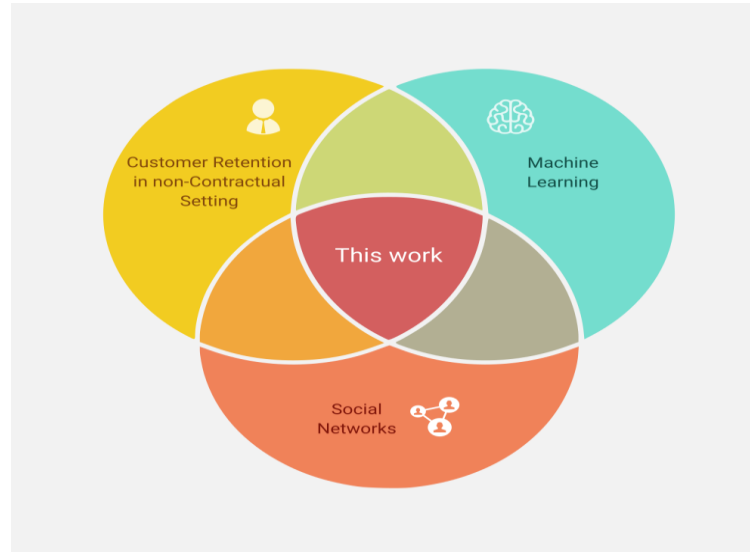 Customer Retention
in non-Contractual
Setting
Machine
Learning
This work
Social
Networks